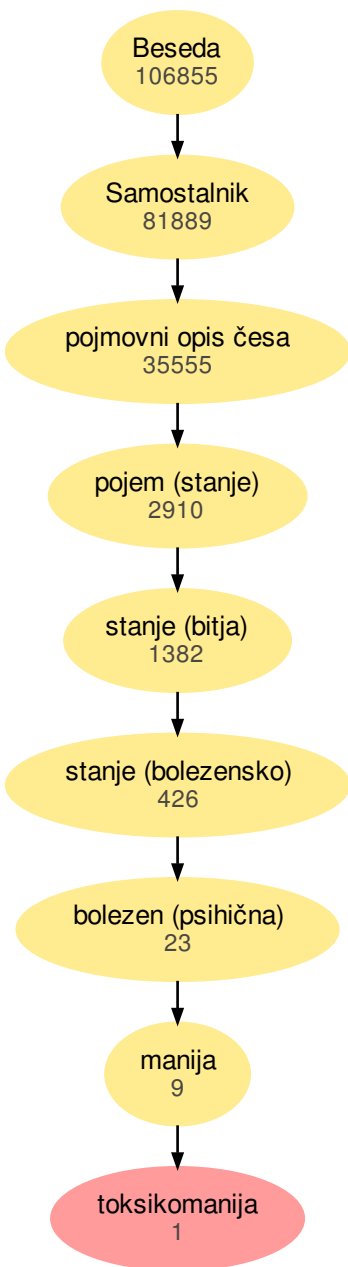 Beseda
106855
Samostalnik
81889
pojmovni opis česa
35555
pojem (stanje)
2910
stanje (bitja)
1382
stanje (bolezensko)
426
bolezen (psihična)
23
manija
9
toksikomanija
1